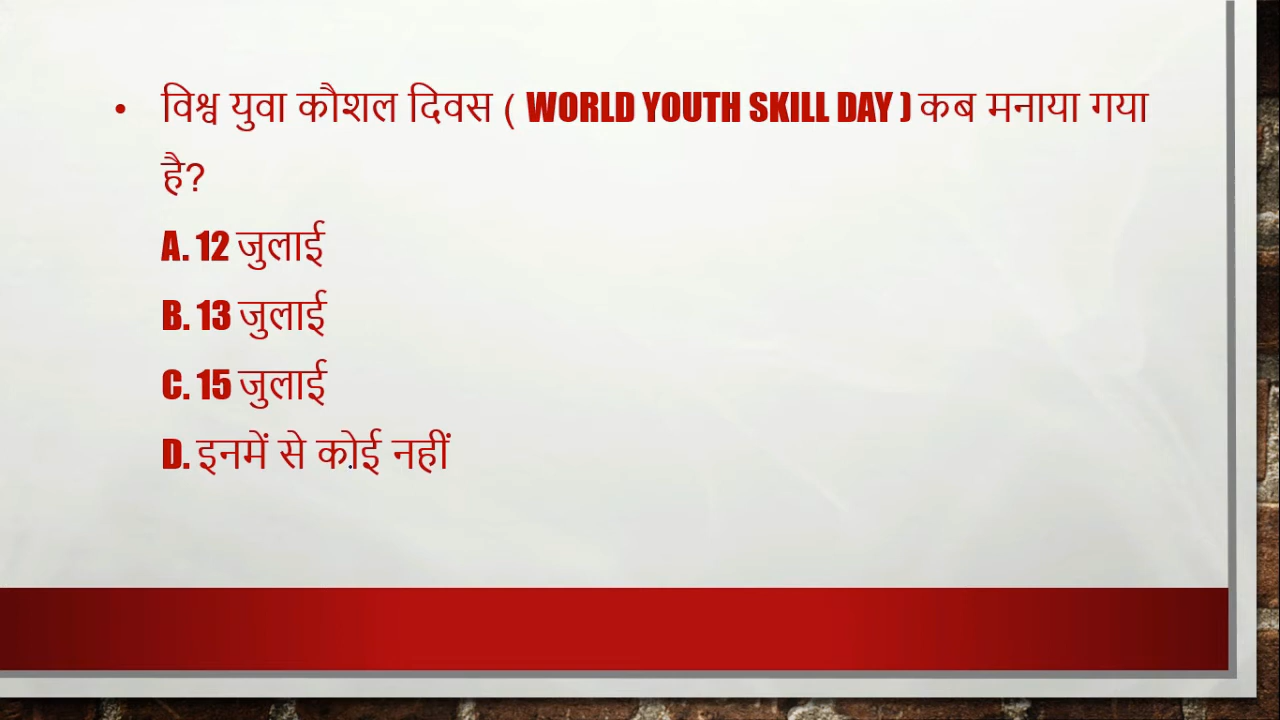 • विश्व युवा कौशल दिवस ( WORLD YOUTH SKILL DAY ) कब मनाया गया
है?
A. 12 जुलाई
B. 13 जुलाई
C. 15 जुलाई
D. इनमें से कोई नहीं